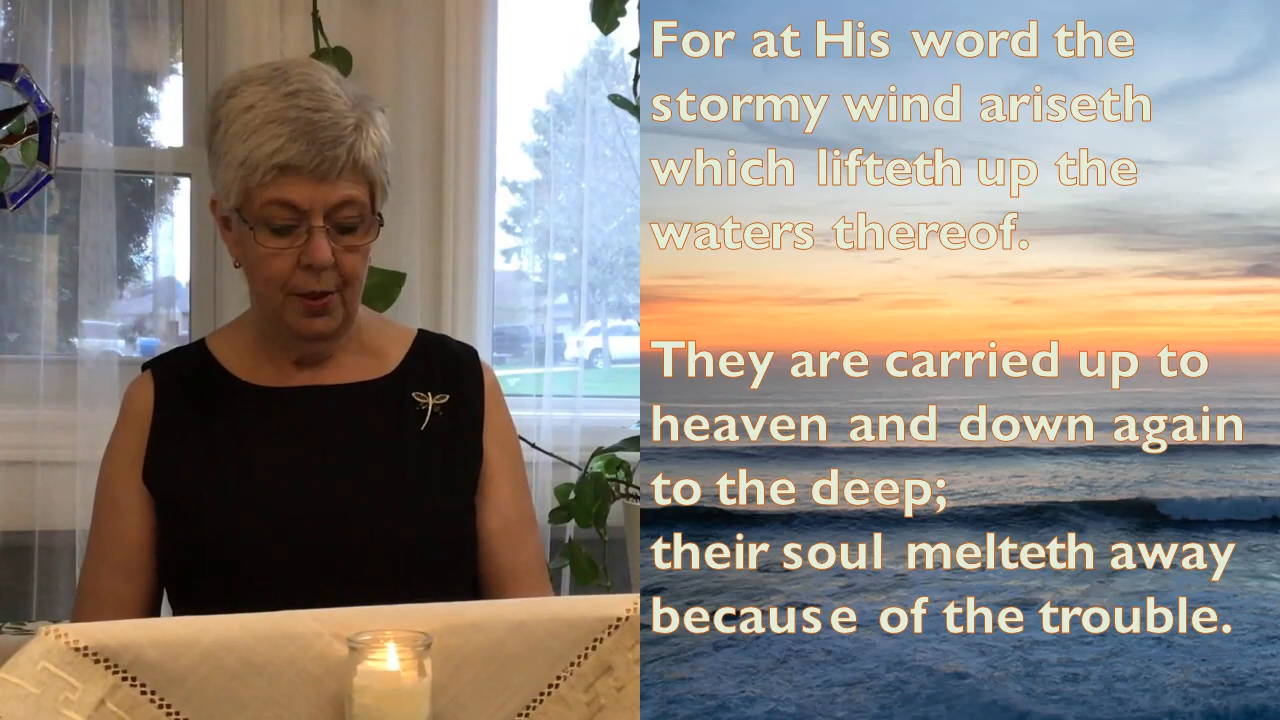 For at His word the
stormy wind ariseth
which lifteth up the
waters thereof.
They are carried up to
heaven and down again
to the deep;
their soul melteth away
because of the trouble.